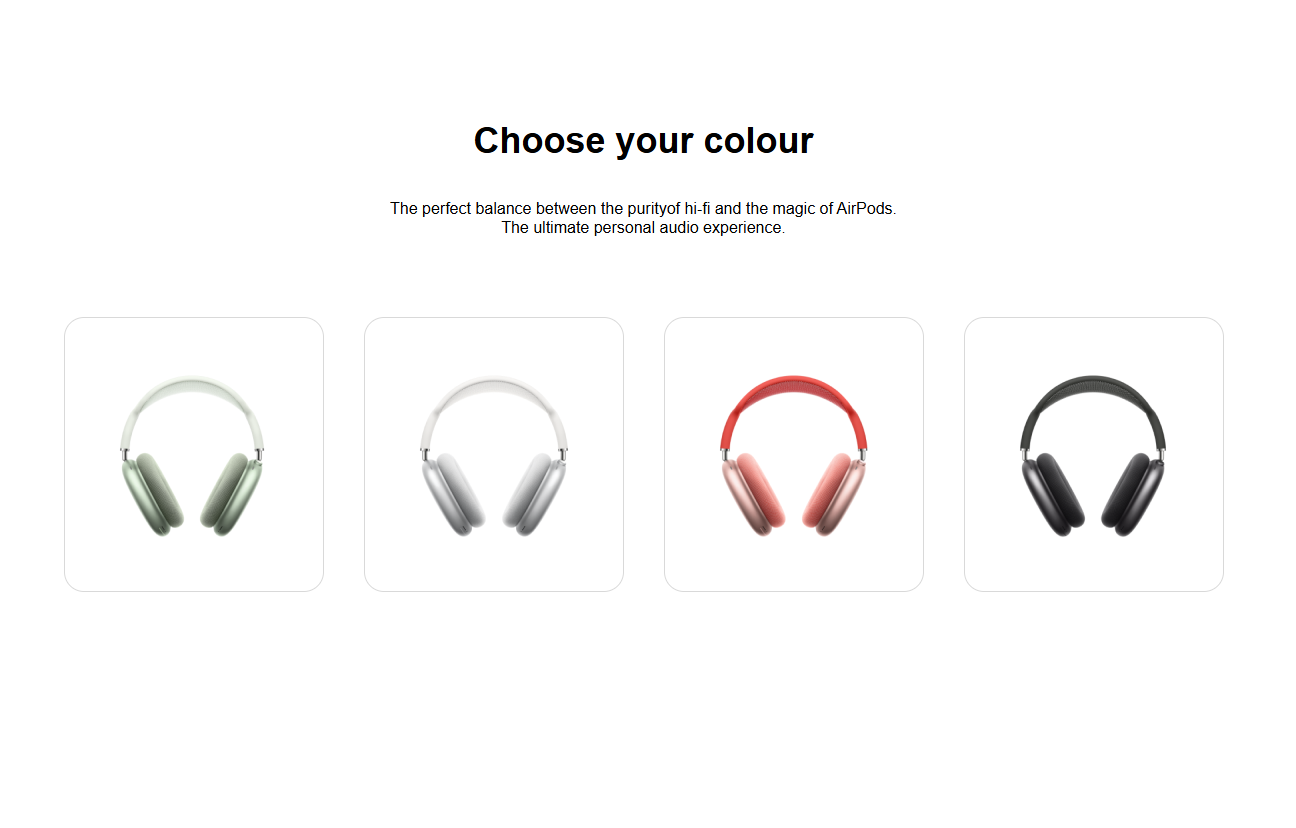 Choose your colour
The perfect balance between the purityof hi-fi and the magic of AirPods.
The ultimate personal audio experience.